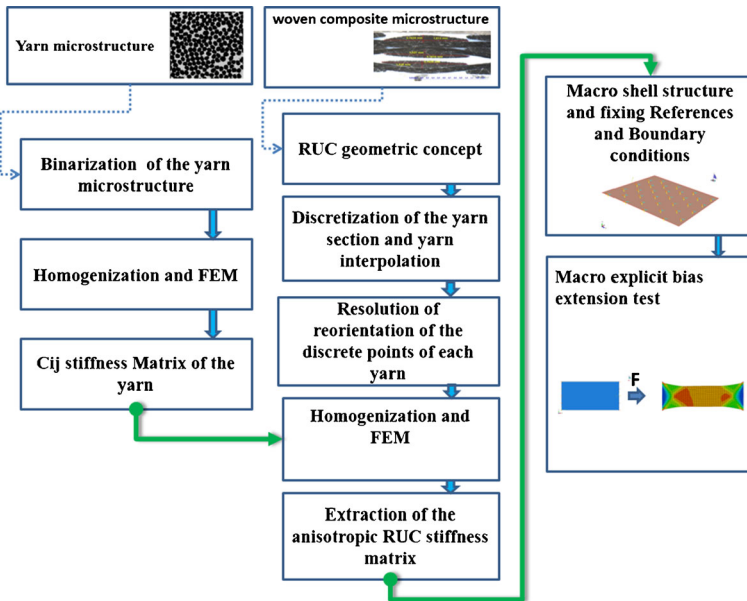 Yarn microstructure
Binarization of the yarn
microstructure
Homogenization and FEM
Cij stiffness Matrix of the
yarn
woven composite microstructure
RUC geometric concept
Discretization of the yarn
section and yarn
interpolation
Resolution of
reorientation of the
discrete points of each
yarn
Homogenization and
FEM
Extraction of the
anisotropic RUC stiffness
matrix
Macro shell structure
and fixing References
and Boundary
conditions
Macro explicit bias
extension test
F